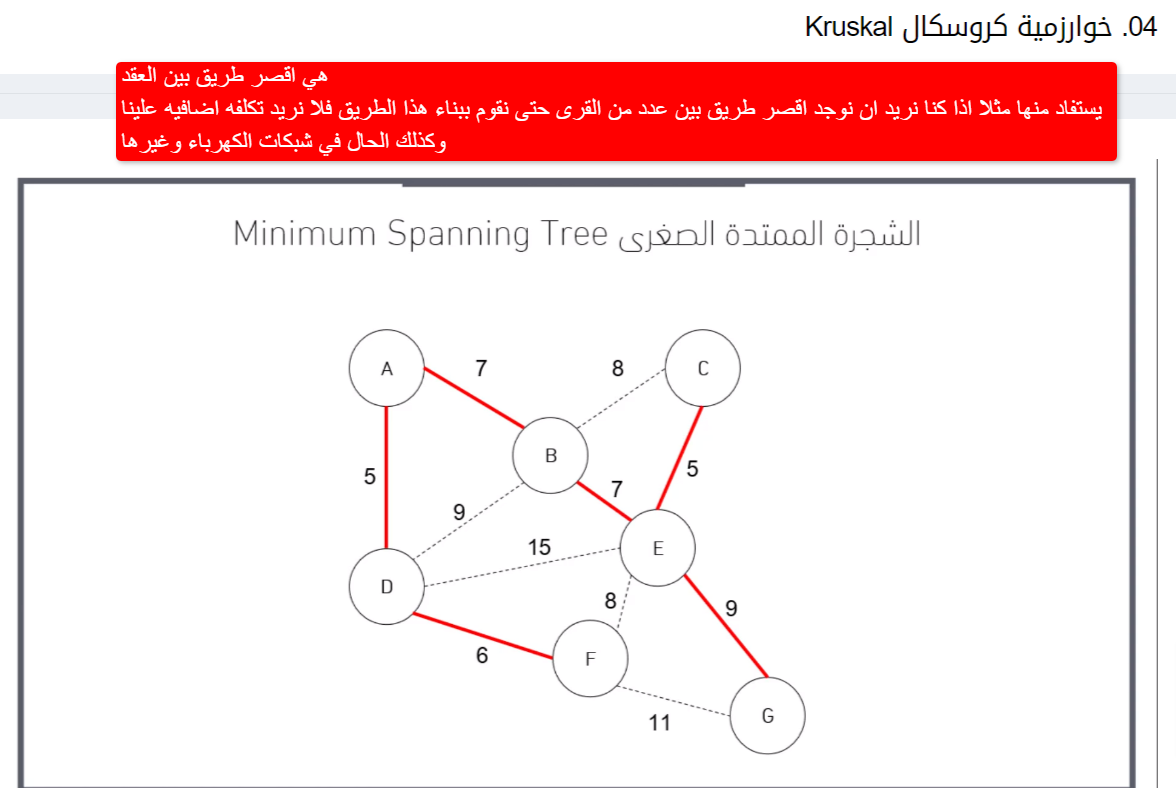 04. خوارزمية كروسكال Kruskal
هي اقصر طريق بين العقد
يستفاد منها مثلا اذا كنا نريد ان نوجد اقصر طريق بين عدد من القرى حتى نقوم ببناء هذا الطريق فلا نريد تكلفه اضافيه علينا
وكذلك الحال في شبكات الكهرباء وغيرها
الشجرة الممتدة الصغرى Minimum Spanning Tree
A
7
8
C
B
5
5
7
9
15
E
D
8
9
6
F
G
11